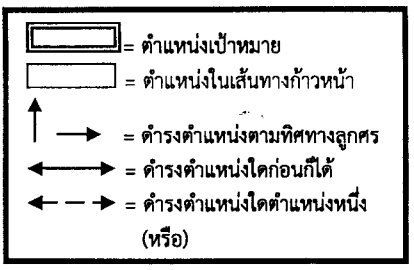 = ตำแหน่งเป้าหมาย
= ตำแหน่งในเส้นทางก้าวหน้า
= ดำรงตำแหน่งตามทิศทางลูกศร
= ดำรงตำแหน่งใดก่อนก็ได้
= ดำรงตำแหน่งใดตำแหน่งหนึ่ง
(หรือ)